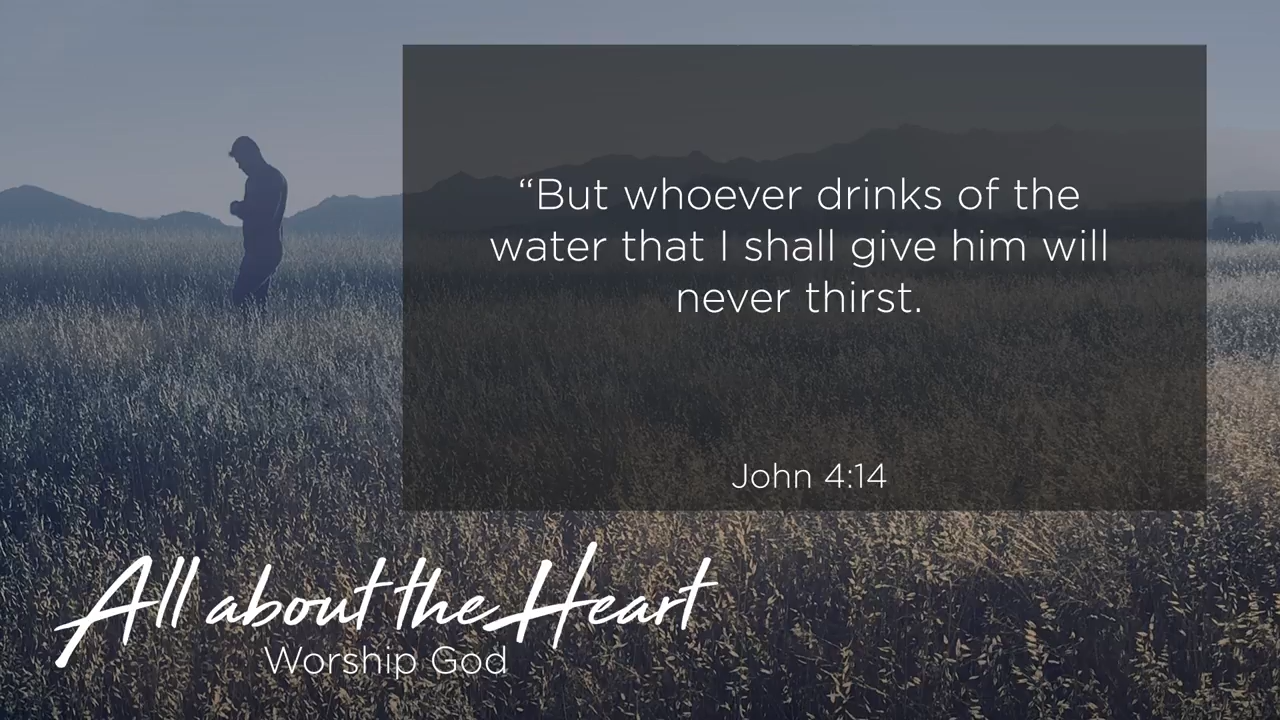 “But whoever drinks of the
water that I shall give him will
never thirst.
John 4:14
All about the Heart
Worship God